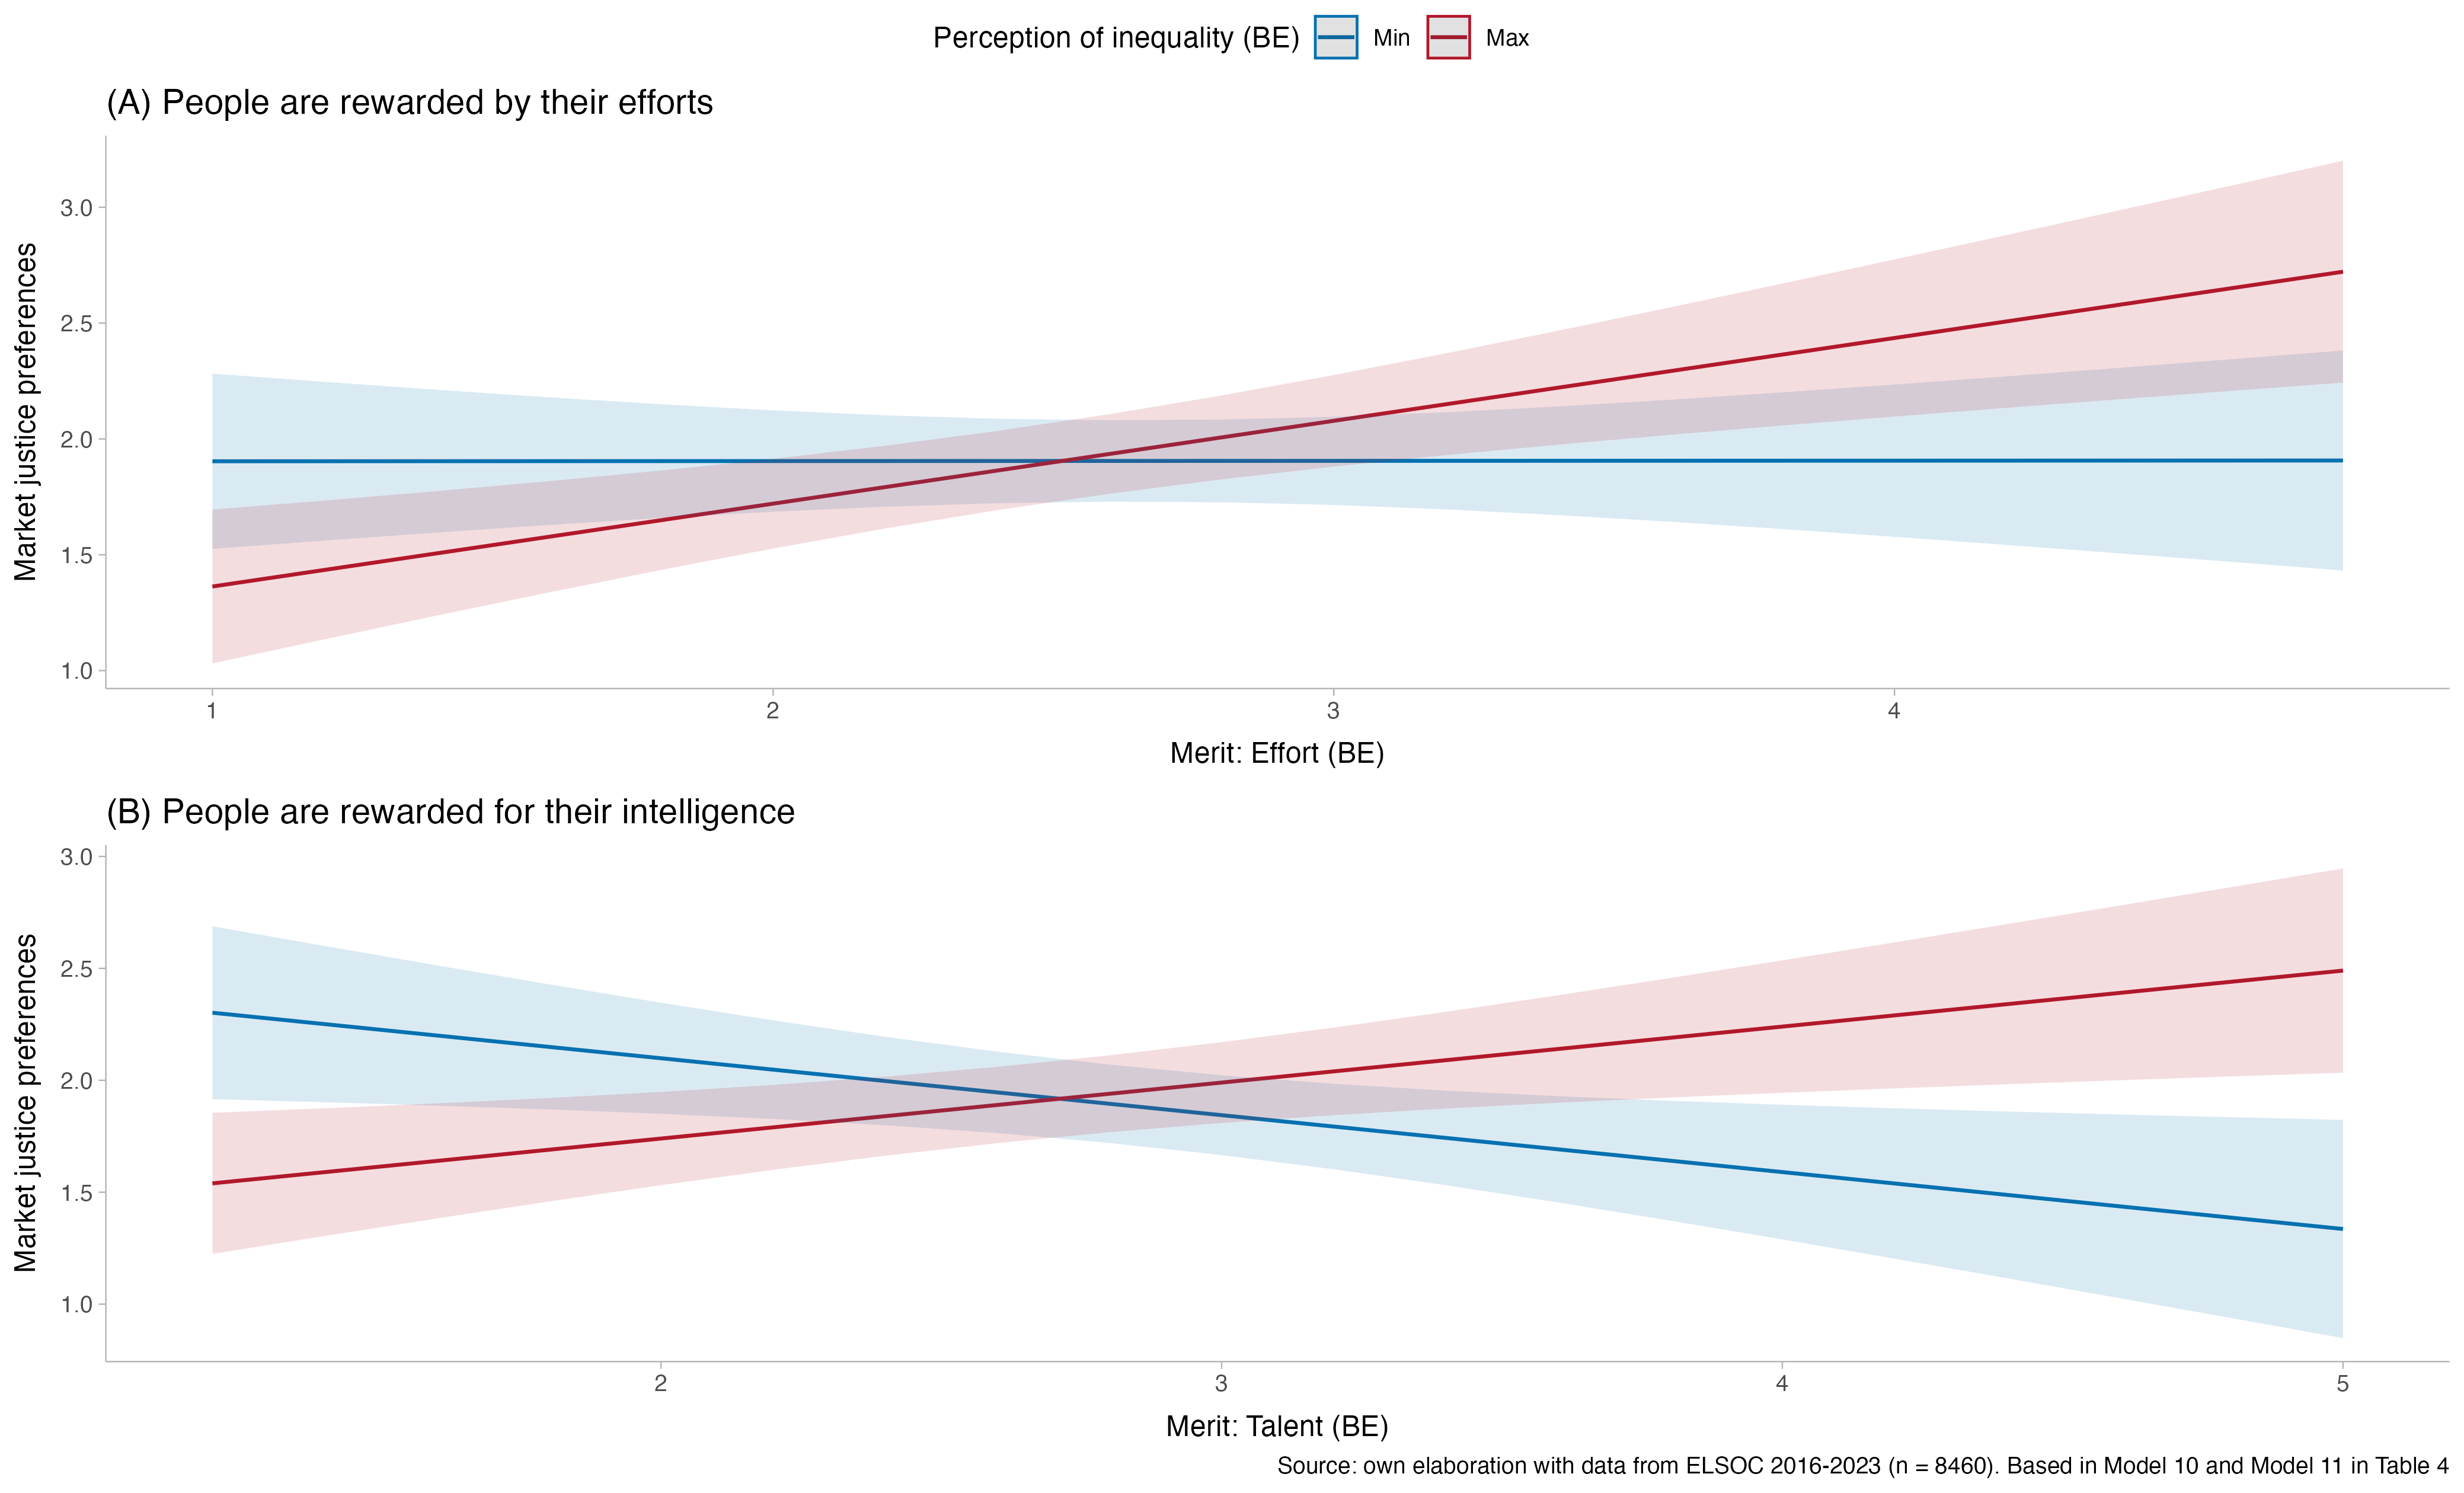 Perception of inequality (BE) Min Max
(A) People are rewarded by their efforts
Market justice preferences
3.0
2.5
2.0
1.5
1.0
1 2 3 4
Merit: Effort (BE)
(B) People are rewarded for their intelligence
Market justice preferences
3.0
2.5
2.0
1.5
1.0
2 3 4 5
Merit: Talent (BE)
Source: own elaboration with data from ELSOC 2016-2023 (n = 8460). Based in Model 10 and Model 11 in Table 4